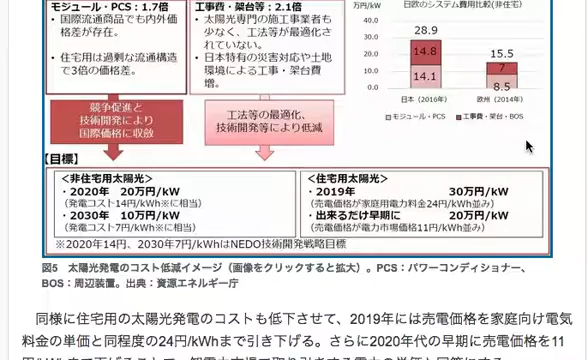 モジュール・PCS：1.7倍
・国際流通商品でも内外価
格差が存在。
・住宅用は過剰な流通構造
で3倍の価格差。
競争促進と
技術開発により
国際価格に収斂
工事費・架台等：2.1倍
・太陽光専門の施工事業者も
少なく、工法等が最適化さ
れていない。
・日本特有の災害対応や土地
環境による工事・架台費
増。
工法等の最適化、
技術開発等により低減
日欧のシステム費用比較(非住宅)
万円/kW
40.0
30.0
20.0
10.0
0.0
28.9
14.8
14.1
15.5
7
8.5
日本（2016年）
欧州（2014年）
モジュール・PCS
工事費・架台・BOS
【目標】
<非住宅用太陽光>
・2020年 20万円/kW
（発電コスト14円/kWh※に相当）
・2030年 10万円/kW
（発電コスト7円/kWh※に相当）
<住宅用太陽光>
・2019年 30万円/kW
（売電価格が家庭用電力料金24円/kWh並み）
・出来るだけ早期に 20万円/kW
（売電価格が電力市場価格11円/kWh並み）
※2020年14円、2030年7円/kWhはNEDO技術開発戦略目標
図5 太陽光発電のコスト低減イメージ（画像をクリックすると拡大）。PCS：パワーコンディショナー、
BOS：周辺装置。出典：資源エネルギー庁
同様に住宅用の太陽光発電のコストも低下させて、2019年には売電価格を家庭向け電気
料金の単価と同程度の24円/kWhまで引き下げる。さらに2020年代の早期に売電価格を11